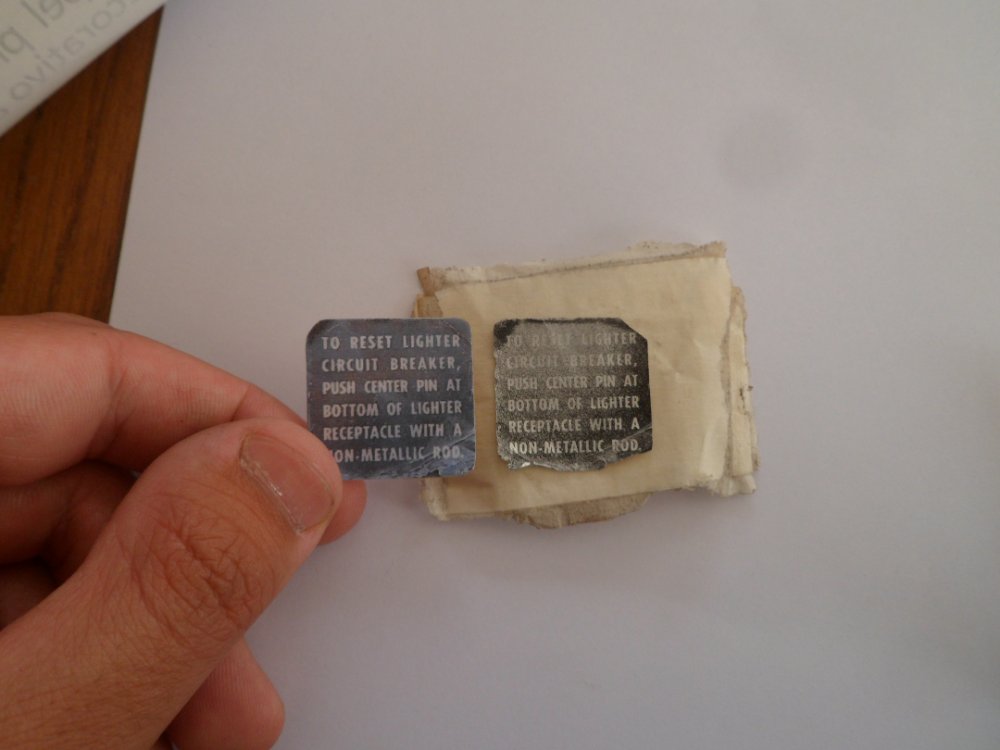 TO RESET LIGHTER
CIRCUIT BREAKER,
PUSH CENTER PIN AT
BOTTOM OF LIGHTER
RECEPTACLE WITH A
NON-METALLIC ROD.
TO RESET LIGHTER
CIRCUIT BREAKER,
PUSH CENTER PIN AT
BOTTOM OF LIGHTER
RECEPTACLE WITH A
NON-METALLIC ROD.